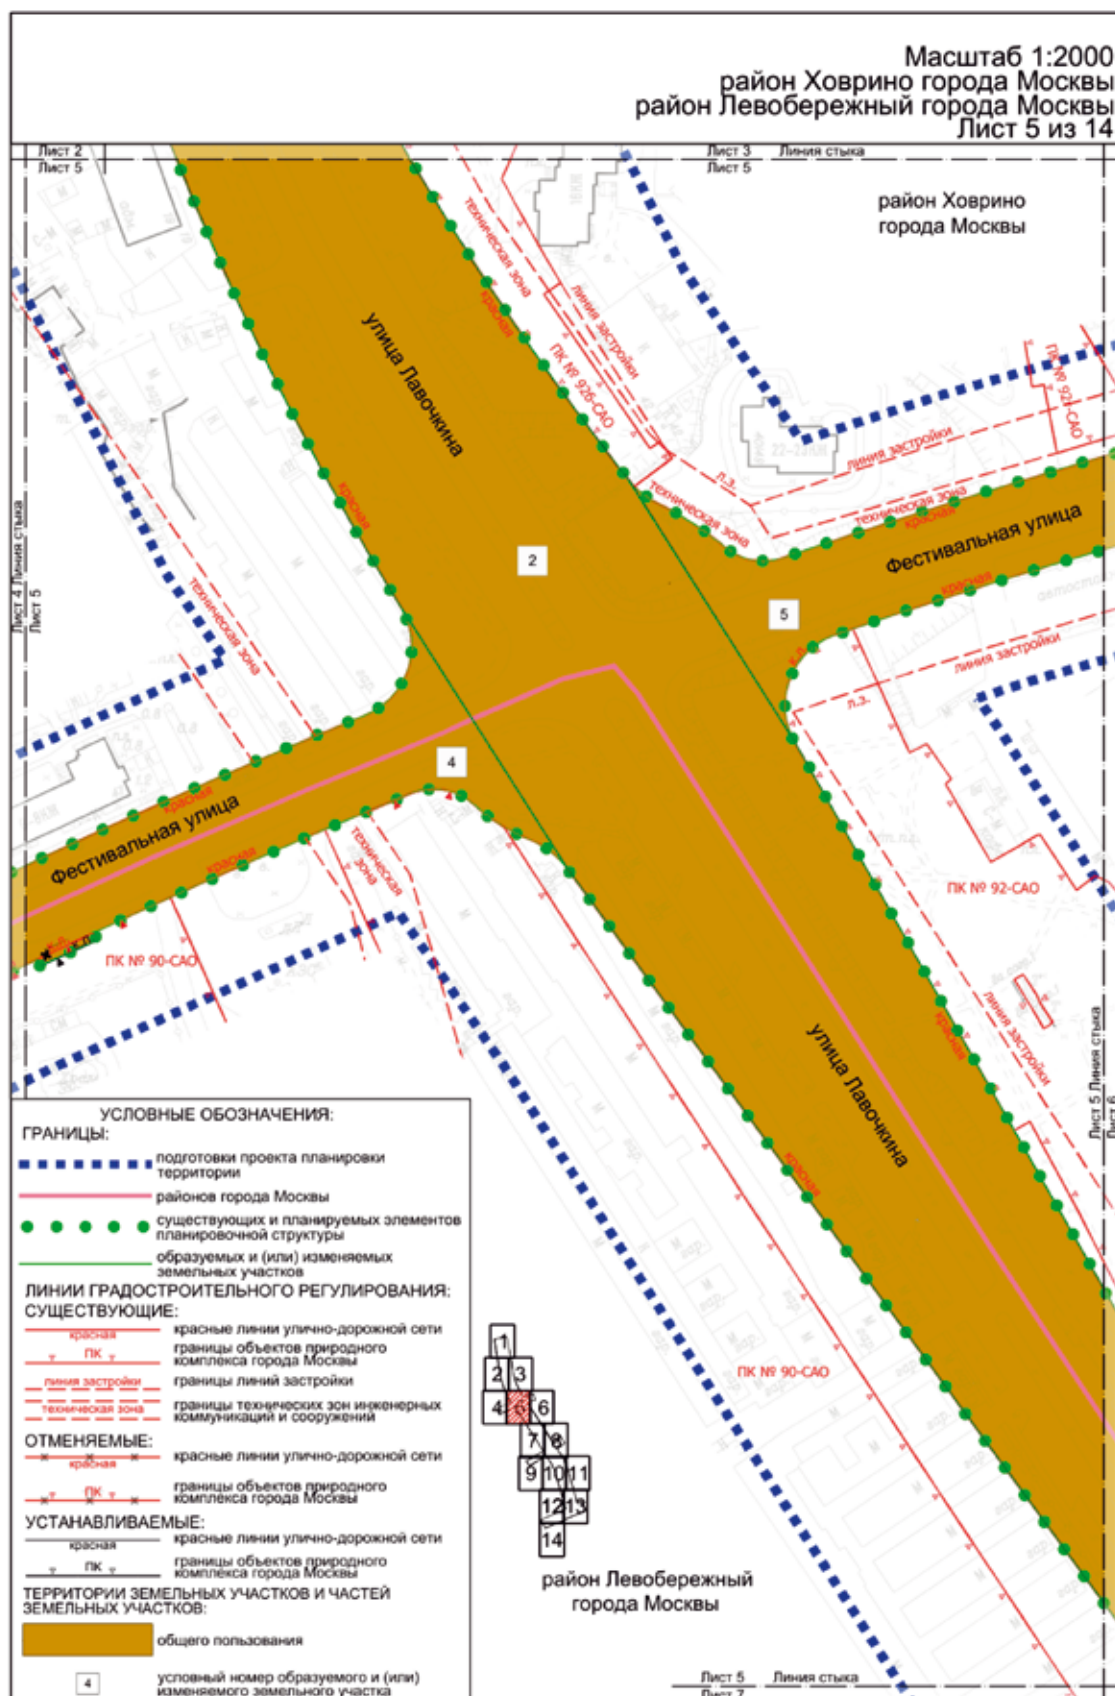 Масштаб 1:2000
район Ховрино города Москвы
район Левобережный города Москвы
Лист 5 из 14
Лист 2
Лист 5
Лист 3 Линия стыка
Лист 5
район Ховрино
города Москвы
техническая зона
красная
линия застройки
ПК № 92б-САО
улица Лавочкина
ПК № 92г-САО
линия застройки
л.з.
техническая зона
техническая зона
красная
Фестивальная улица
красная
красная
2
5
Лист 4 Линия стыка
Лист 5
техническая зона
к.л.
линия застройки
л.з.
4
красная
Фестивальная улица
красная
техническая
зона
ПК № 90-САО
к.л.
ПК № 92-САО
линия застройки
красная
улица Лавочкина
Лист 5 Линия стыка
Лист 6
красная
ПК № 90-САО
УСЛОВНЫЕ ОБОЗНАЧЕНИЯ:
ГРАНИЦЫ:
подготовки проекта планировки
территории
районов города Москвы
существующих и планируемых элементов
планировочной структуры
образуемых и (или) изменяемых
земельных участков
ЛИНИИ ГРАДОСТРОИТЕЛЬНОГО РЕГУЛИРОВАНИЯ:
СУЩЕСТВУЮЩИЕ:
красная красные линии улично-дорожной сети
ПК границы объектов природного
комплекса города Москвы
линия застройки границы линий застройки
техническая зона границы технических зон инженерных
коммуникаций и сооружений
ОТМЕНЯЕМЫЕ:
красная красные линии улично-дорожной сети
ПК границы объектов природного
комплекса города Москвы
УСТАНАВЛИВАЕМЫЕ:
красная красные линии улично-дорожной сети
ПК границы объектов природного
комплекса города Москвы
ТЕРРИТОРИИ ЗЕМЕЛЬНЫХ УЧАСТКОВ И ЧАСТЕЙ
ЗЕМЕЛЬНЫХ УЧАСТКОВ:
общего пользования
4 условный номер образуемого и (или)
изменяемого земельного участка
1
2 3
4 5 6
7 8
9 10 11
12 13
14
район Левобережный
города Москвы
Лист 5 Линия стыка
Лист 7